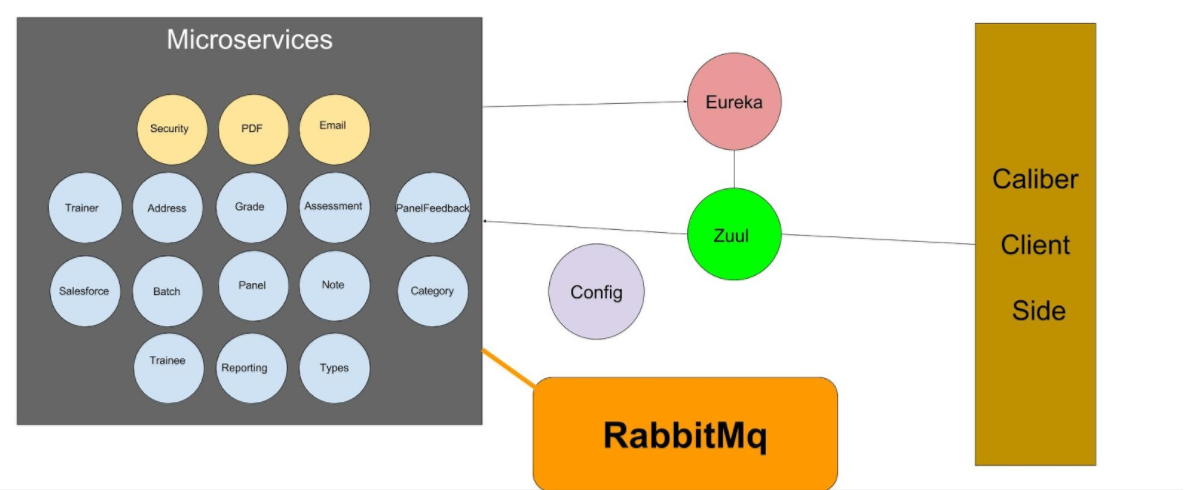 Microservices
Security
PDF
Email
Trainer
Address
Grade
Assessment
PanelFeedback
Salesforce
Batch
Panel
Note
Category
Trainee
Reporting
Types
Eureka
Zuul
Config
RabbitMq
Caliber
Client
Side